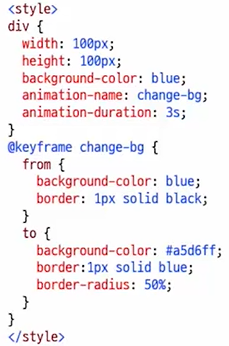 <style>
div {
width: 100px;
height: 100px;
background-color: blue;
animation-name: change-bg;
animation-duration: 3s;
}
@keyframe change-bg {
from {
background-color: blue;
border: 1px solid black;
}
to {
background-color: #a5d6ff;
border:1px solid blue;
border-radius: 50%;
}
}
</style>